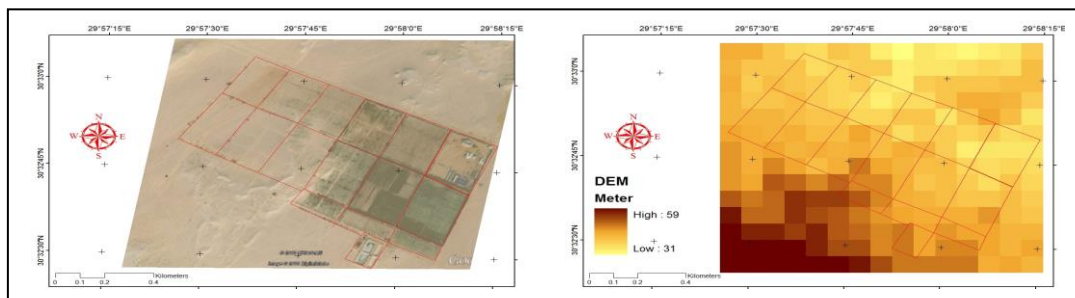 29°57'15"E 29°57'30"E 29°57'45"E 29°58'0"E 29°58'15"E
30°33'0"N
30°32'45"N
30°32'30"N
N
W E
S
0 0.1 0.2 0.4
Kilometers
29°57'15"E 29°57'30"E 29°57'45"E 29°58'0"E 29°58'15"E
30°33'0"N
30°32'45"N
30°32'30"N
N
W E
S
DEM
Meter
High : 59
Low : 31
0 0.1 0.2 0.4
Kilometers